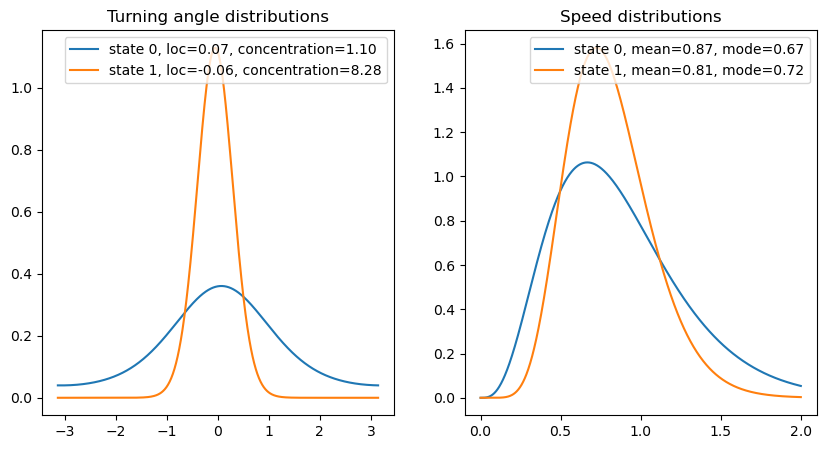 Turning angle distributions
state 0, loc=0.07, concentration=1.10
state 1, loc=-0.06, concentration=8.28
1.0
0.8
0.6
0.4
0.2
0.0
−3 −2 −1 0 1 2 3
Speed distributions
state 0, mean=0.87, mode=0.67
state 1, mean=0.81, mode=0.72
1.6
1.4
1.2
1.0
0.8
0.6
0.4
0.2
0.0
0.0 0.5 1.0 1.5 2.0